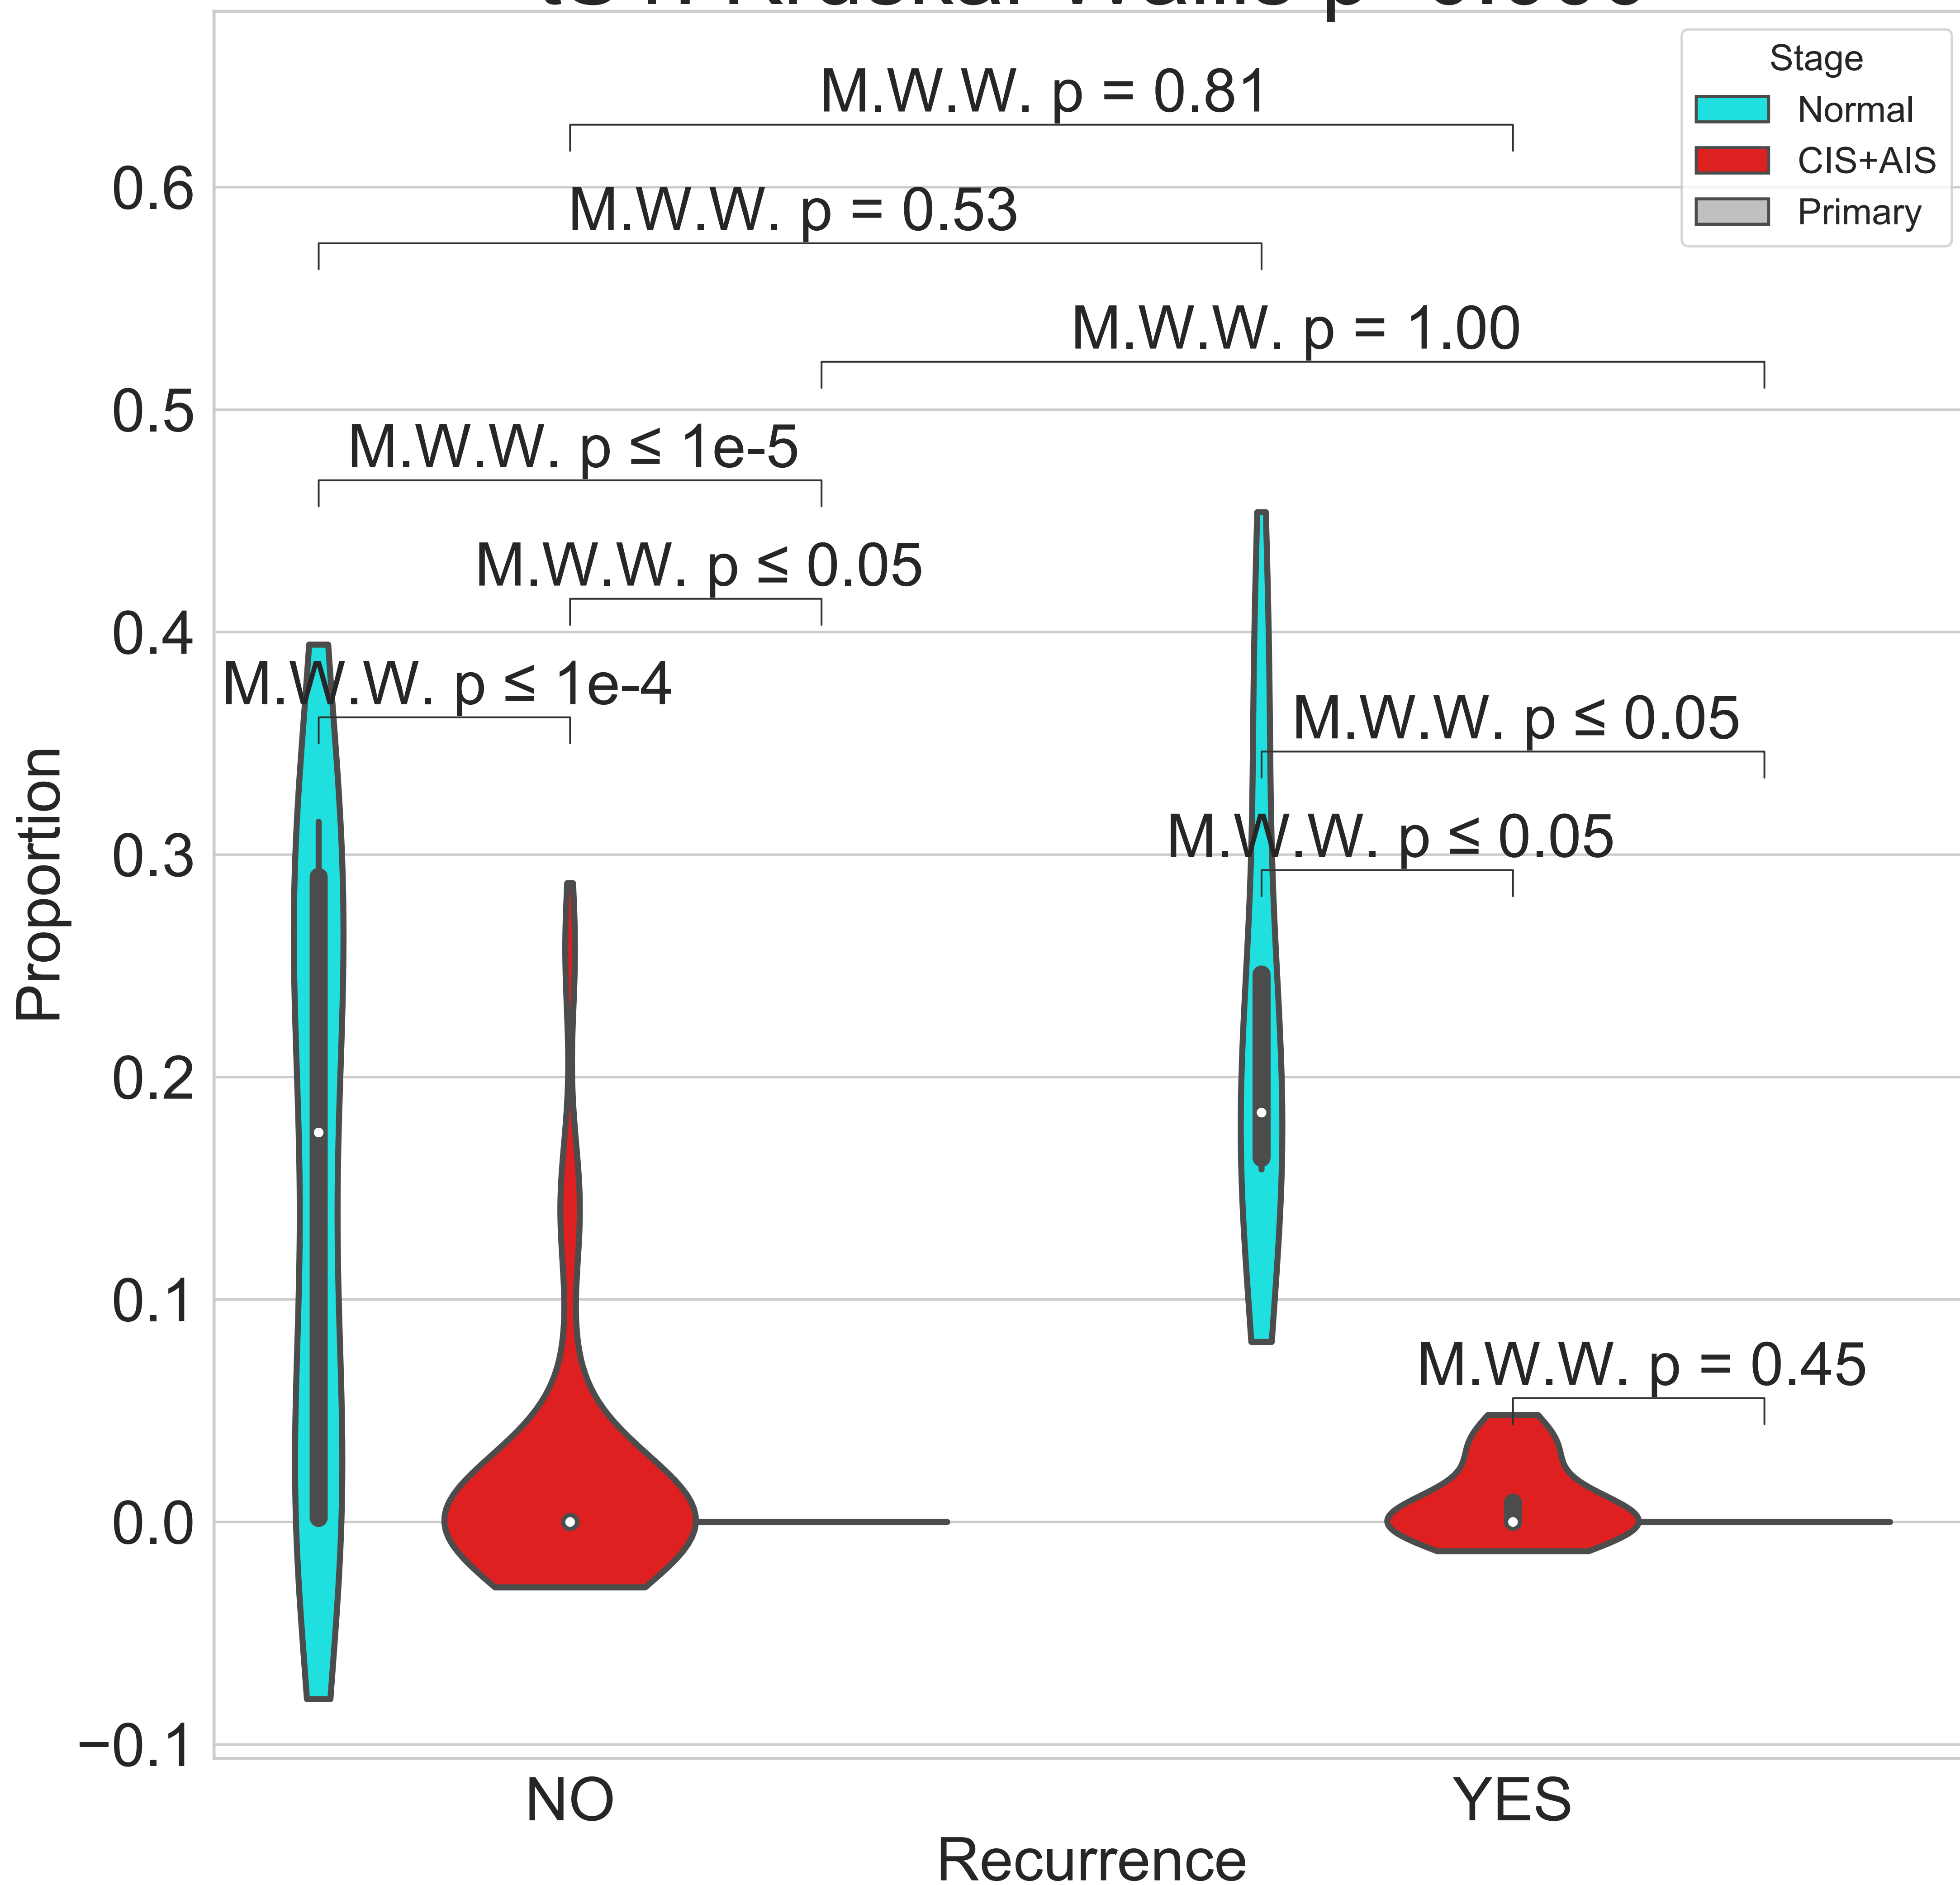 Stage
Normal
CIS+AIS
Primary
M.W.W. p = 0.81
M.W.W. p = 0.53
M.W.W. p = 1.00
M.W.W. p ≤ 1e-5
M.W.W. p ≤ 0.05
M.W.W. p ≤ 1e-4
M.W.W. p ≤ 0.05
M.W.W. p ≤ 0.05
M.W.W. p = 0.45
0.6
0.5
0.4
0.3
0.2
0.1
0.0
−0.1
Proportion
NO
YES
Recurrence